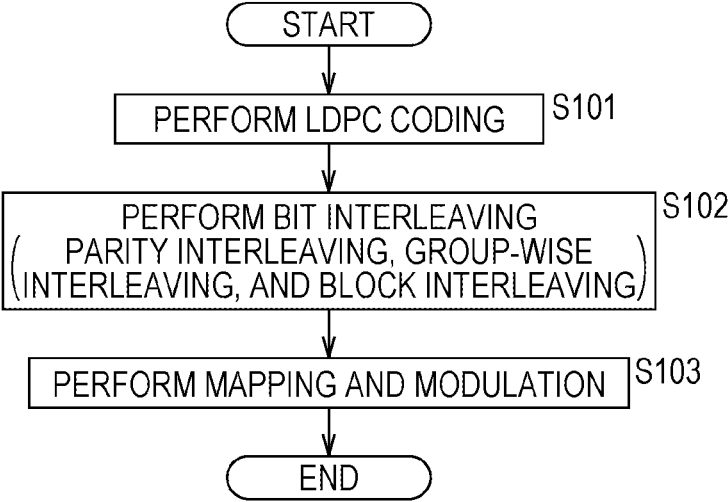 START
PERFORM LDPC CODING
S101
PERFORM BIT INTERLEAVING
(PARITY INTERLEAVING, GROUP-WISE
INTERLEAVING, AND BLOCK INTERLEAVING)
S102
PERFORM MAPPING AND MODULATION
S103
END